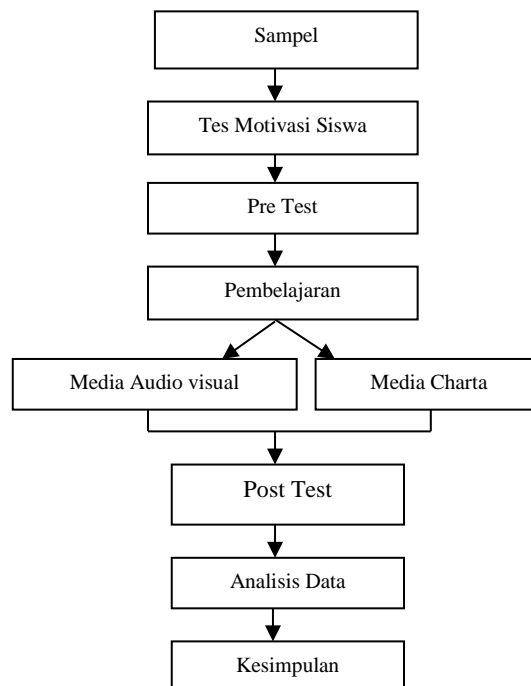 Sampel
Tes Motivasi Siswa
Pre Test
Pembelajaran
Media Audio visual
Media Charta
Post Test
Analisis Data
Kesimpulan